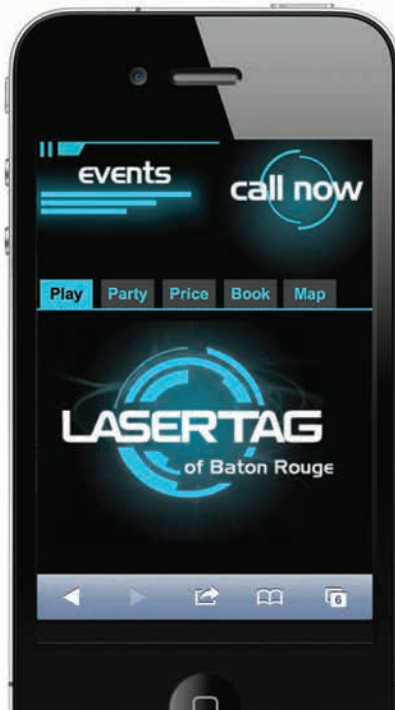 events
call now
Play Party Price Book Map
LASERTAG
of Baton Rouge
6